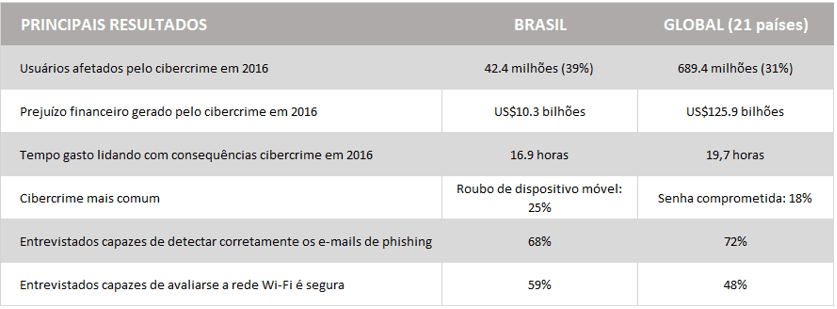 PRINCIPAIS RESULTADOS BRASIL GLOBAL (21 países)
Usuários afetados pelo cibercrime em 2016 42.4 milhões (39%) 689.4 milhões (31%)
Prejuízo financeiro gerado pelo cibercrime em 2016 US$10.3 bilhões US$125.9 bilhões
Tempo gasto lidando com consequências cibercrime em 2016 16.9 horas 19,7 horas
Cibercrime mais comum Roubo de dispositivo móvel: 25% Senha comprometida: 18%
Entrevistados capazes de detectar corretamente os e-mails de phishing 68% 72%
Entrevistados capazes de avaliarse a rede Wi-Fi é segura 59% 48%